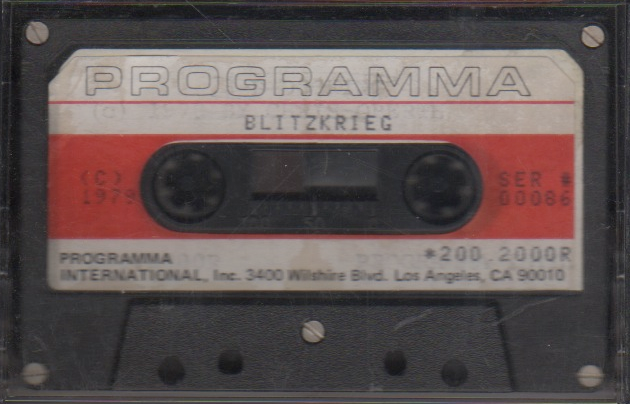 PROGRAMMA
BLITZKRIEG
(C) SER #
1979 00086
*200.2000R
PROGRAMMA
INTERNATIONAL, Inc. 3400 Wilshire Blvd. Los Angeles, CA 90010